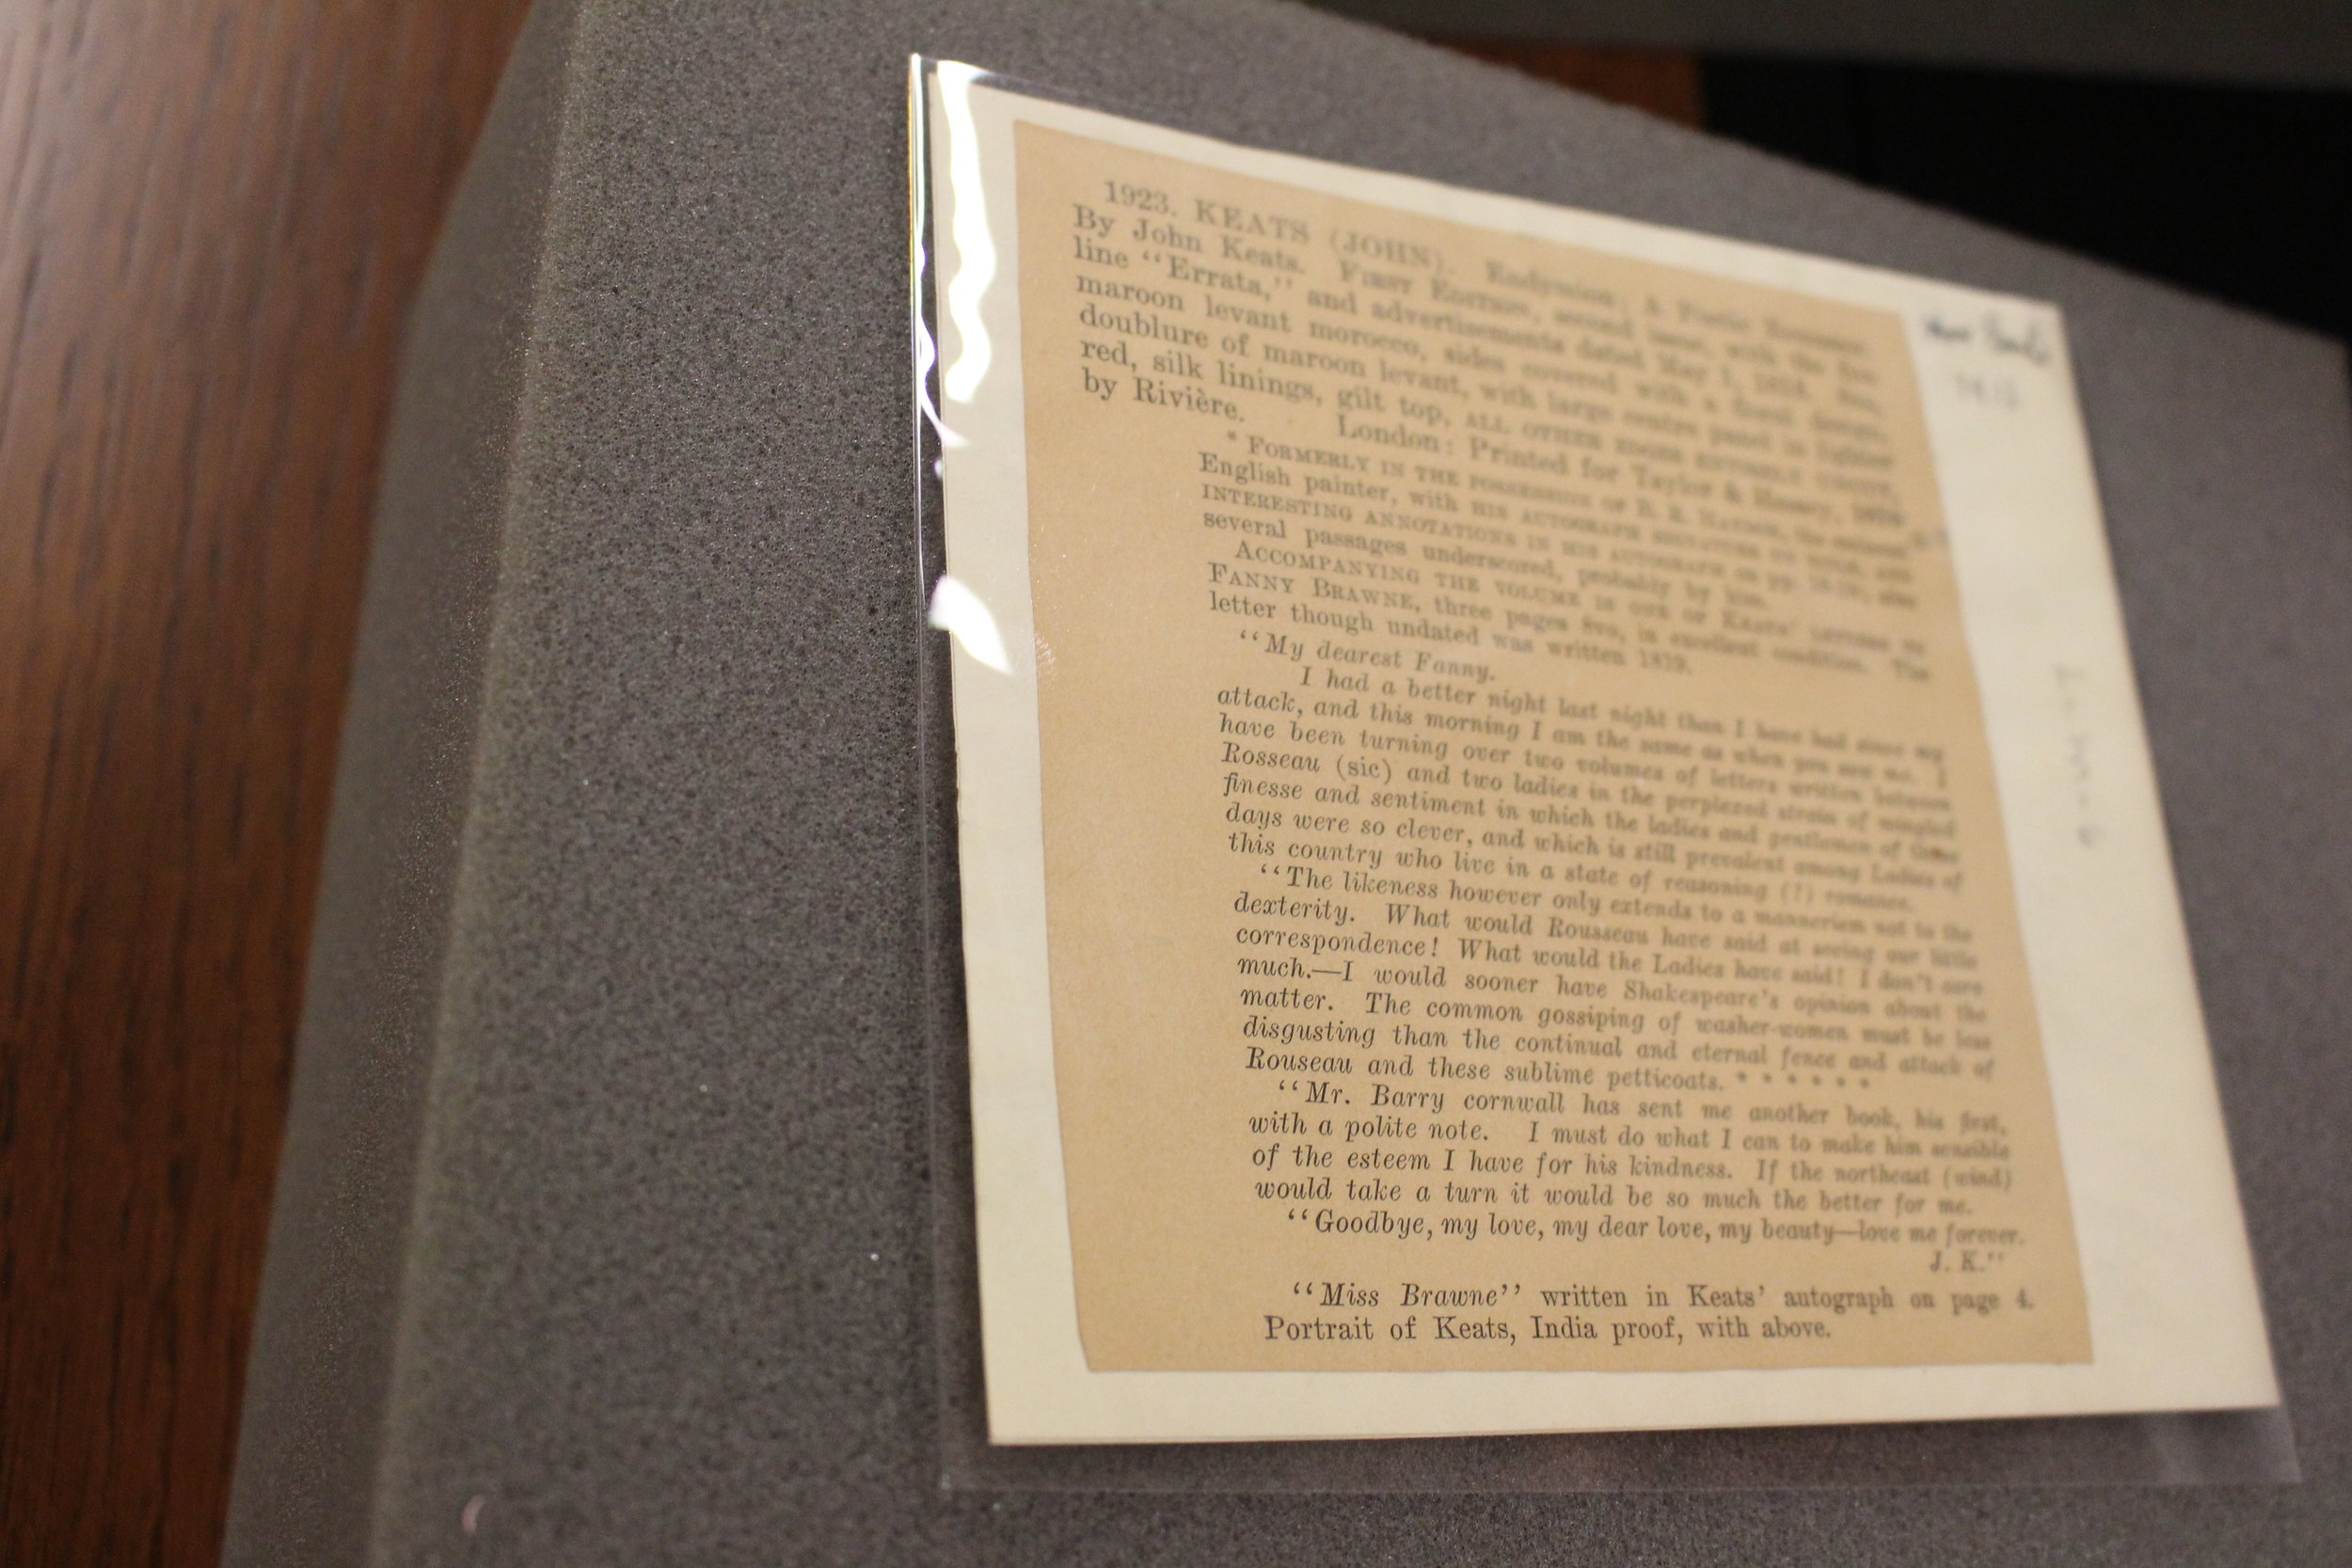 1923. KEATS (JOHN). Endymion; A Poetic Romance.
By John Keats. FIRST EDITION, second issue, with the five-
line "Errata," and advertisements dated May 1, 1818. 8vo,
maroon levant morocco, sides covered with a floral design,
doublure of maroon levant, with large centre panel in lighter
red, silk linings, gilt top, ALL OTHER EDGES ENTIRELY UNCUT,
by Rivière. London: Printed for Taylor & Hessey, 1818
* FORMERLY IN THE POSSESSION OF B. R. HAYDON, the eminent
English painter, with HIS AUTOGRAPH SIGNATURE ON TITLE, AND
INTERESTING ANNOTATIONS IN HIS AUTOGRAPH on pp. also
several passages underscored, probably by him.
ACCOMPANYING THE VOLUME IS ONE OF KEATS' LETTERS TO
FANNY BRAWNE, three pages 8vo, in excellent condition. The
letter though undated was written 1819.
"My dearest Fanny.
I had a better night last night than I have had since my
attack, and this morning I am the same as when you saw me. I
have been turning over two volumes of letters written between
Rosseau (sic) and two ladies in the perplexed strain of mingled
finesse and sentiment in which the ladies and gentlemen of those
days were so clever, and which is still prevalent among Ladies of
this country who live in a state of reasoning (?) romance.
"The likeness however only extends to a mannerism not to the
dexterity. What would Rousseau have said at seeing our little
correspondence! What would the Ladies have said! I don't care
much.—I would sooner have Shakespeare's opinion about the
matter. The common gossiping of washer-women must be less
disgusting than the continual and eternal fence and attack of
Rouseau and these sublime petticoats. * * * * * *
"Mr. Barry cornwall has sent me another book, his first,
with a polite note. I must do what I can to make him sensible
of the esteem I have for his kindness. If the northeast (wind)
would take a turn it would be so much the better for me.
"Goodbye, my love, my dear love, my beauty—love me forever.
J. K."
"Miss Brawne" written in Keats' autograph on page 4.
Portrait of Keats, India proof, with above.